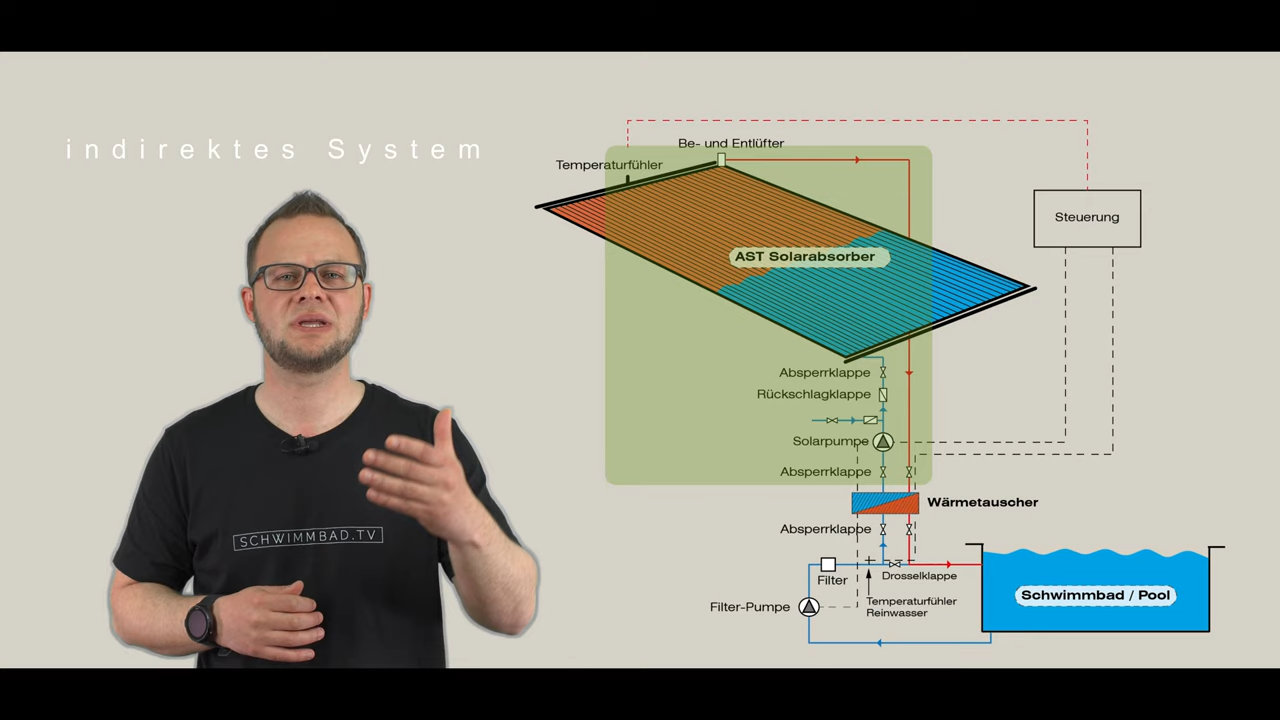 indirektes System
Be- und Entlüfter
Temperaturfühler
Steuerung
AST Solarabsorber
Absperrklappe
Rückschlagklappe
Solarpumpe
Absperrklappe
Wärmetauscher
Absperrklappe
Drosselklappe
Filter
Temperaturfühler
Reinwasser
Filter-Pumpe
Schwimmbad / Pool
SCHWIMMBAD.TV